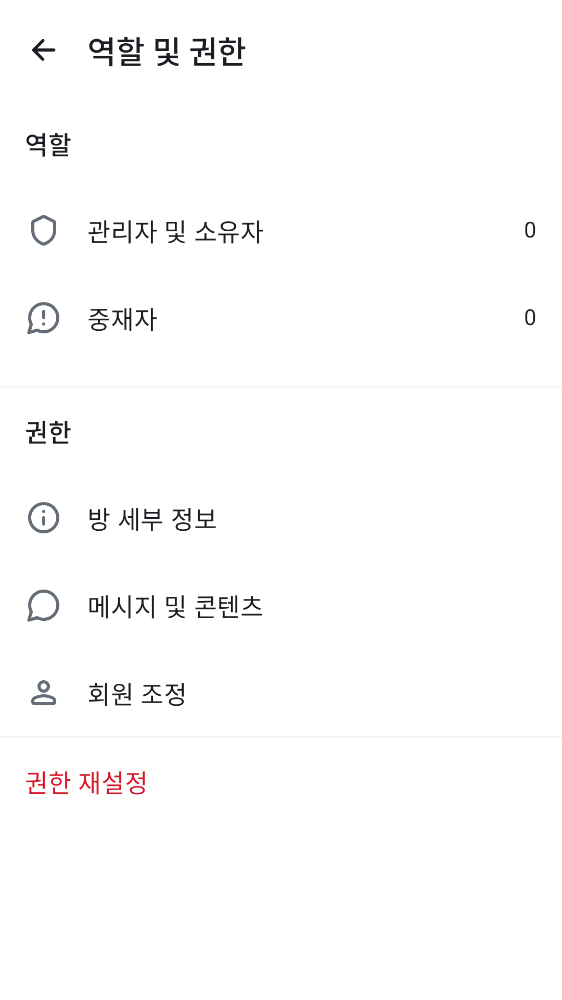 역할 및 권한
역할
관리자 및 소유자 0
중재자 0
권한
방 세부 정보
메시지 및 콘텐츠
회원 조정
권한 재설정